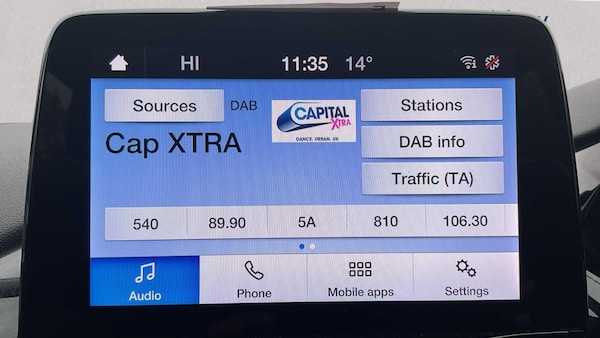 HI 11:35 14°
Sources DAB
CAPITAL
XTRA
DANCE. URBAN. UK
Stations
Cap XTRA
DAB info
Traffic (TA)
540 89.90 5A 810 106.30
Audio Phone Mobile apps Settings